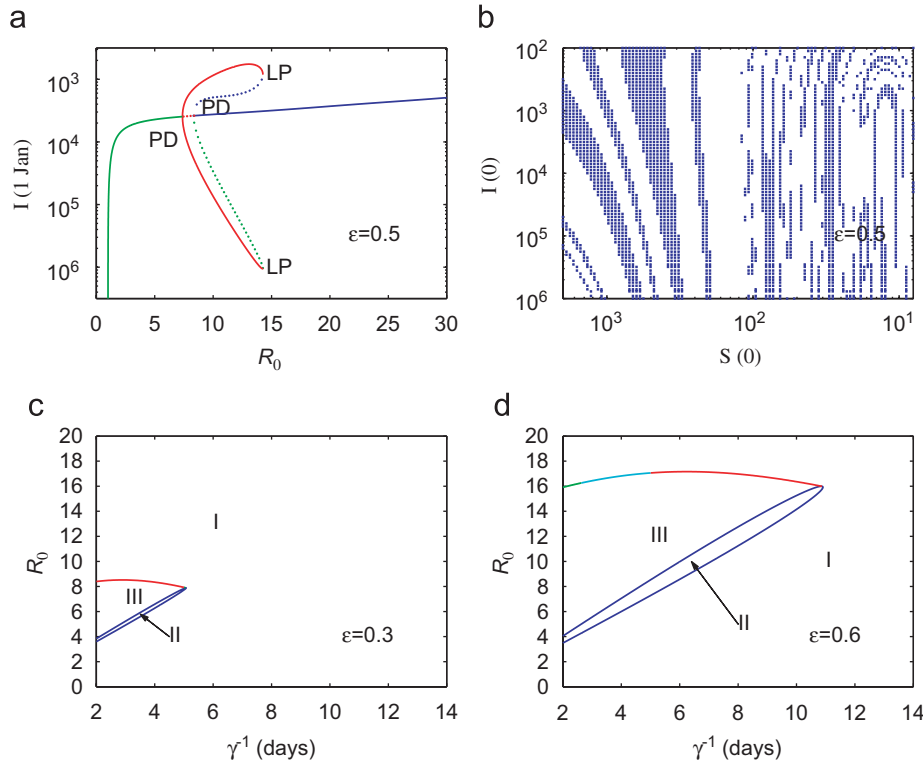 a
b
I (1 Jan)
10³
10⁴
10⁵
10⁶
LP
PD
PD
LP
ε=0.5
0
5
10
15
20
25
30
R₀
I (0)
10²
10³
10⁴
10⁵
10⁶
ε=0.5
10³
10²
10¹
S (0)
c
d
R₀
20
18
16
14
12
10
8
6
4
2
0
I
III
II
ε=0.3
2
4
6
8
10
12
14
γ⁻¹ (days)
R₀
20
18
16
14
12
10
8
6
4
2
0
III
I
II
ε=0.6
2
4
6
8
10
12
14
γ⁻¹ (days)